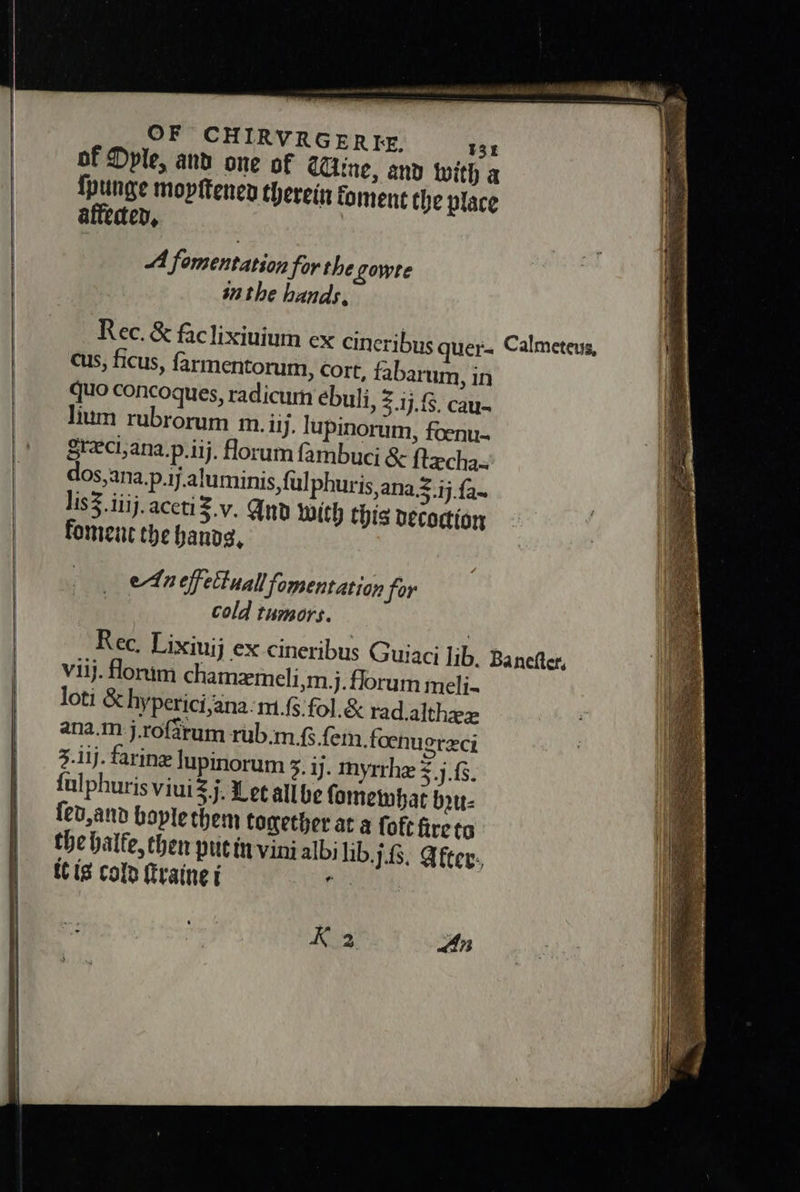 OF CHIRVRGERIE. 131
of Oyle, and one of Wine, and with a
ſpunge moyſtened therein foment the place
affected,
A fomentation for the gowte
in the hands.
Rec. & fac lixiuium ex cineribus quer- Calmeteus,
cus, ficus, ſarmentorum, cort, fabarum, in
quo concoques, radicum ebuli, ℥.ij.ſs. cau-
lium rubrorum m.iij. lupinorum, fœnu-
græci, ana.p.iij. florum ſambuci & ſtæcha-
dos, ana.p.ij. aluminis, ſulphuris, ana.℥.ij. ſa-
lis ℥.iiij. aceti ℥.v. And with this decoction
foment the hands,
An effectuall fomentation for
cold tumors.
Rec. Lixiuij ex cineribus Guiaci lib. Baneſter,
viij. florum chamæmeli, m.j. florum meli-
loti & hyperici, ana. m.ſs. fol. & rad. altheæ
ana.m j. roſarum rub.m.ſs. ſem. fœnugræci
℥.iij. farinæ lupinorum ℥. ij. myrrhæ ℥.j.ſs.
ſulphuris viui ℥.j. Let all be ſomewhat bru-
ſed, and boyle them together at a ſoft fire to
the halfe, then put in vini albi lib.j.ſs. After
it is cold ſtraine i
K 2 An